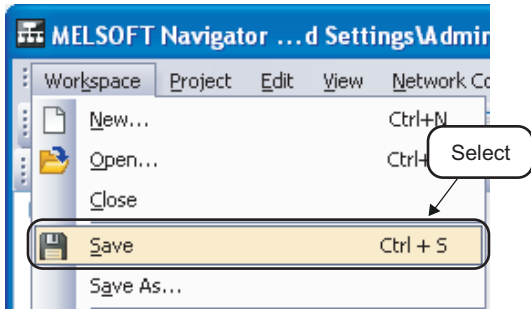 MELSOFT Navigator ...d Settings\Admin
Workspace Project Edit View Network Co
New... Ctrl+N
Open... Ctrl+
Select
Close
Save Ctrl + S
Save As...